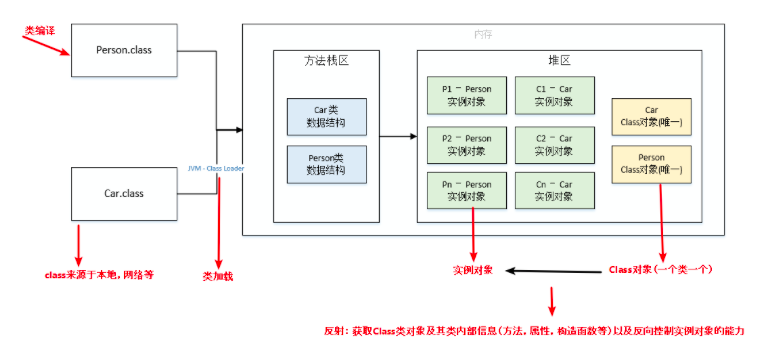 类编译
Person.class
内存
方法栈区
堆区
Car 类
数据结构
Person类
数据结构
P1 － Person
实例对象
C1 － Car
实例对象
P2 － Person
实例对象
C2 － Car
实例对象
Pn － Person
实例对象
Cn － Car
实例对象
Car
Class对象(唯一)
Person
Class对象(唯一)
JVM - Class Loader
Car.class
class来源于本地，网络等
类加载
实例对象
Class对象(一个类一个)
反射：获取Class类对象及其类内部信息(方法，属性，构造函数等)以及反向控制实例对象的能力